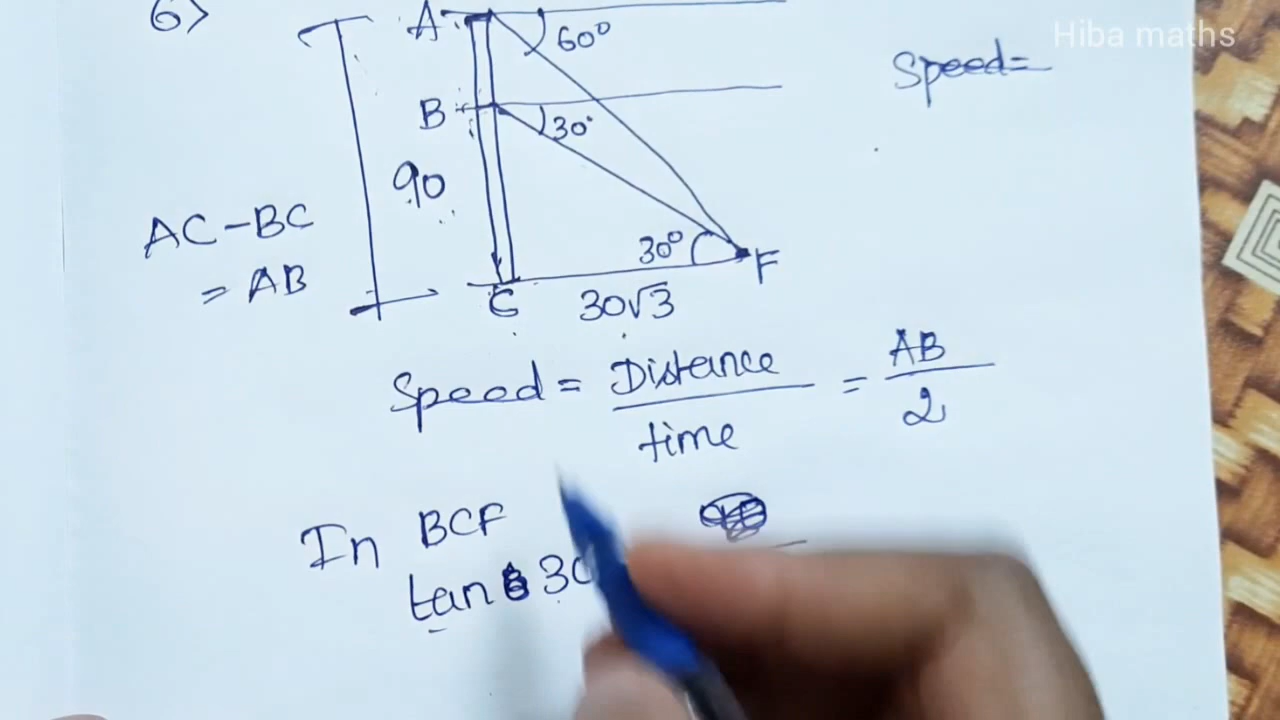 Hiba maths
6)
A
60°
Speed=
B
30°
90
AC-BC
= AB
30°
F
C
30√3
Speed = Distance / time = AB / 2
In BCF
tan 30